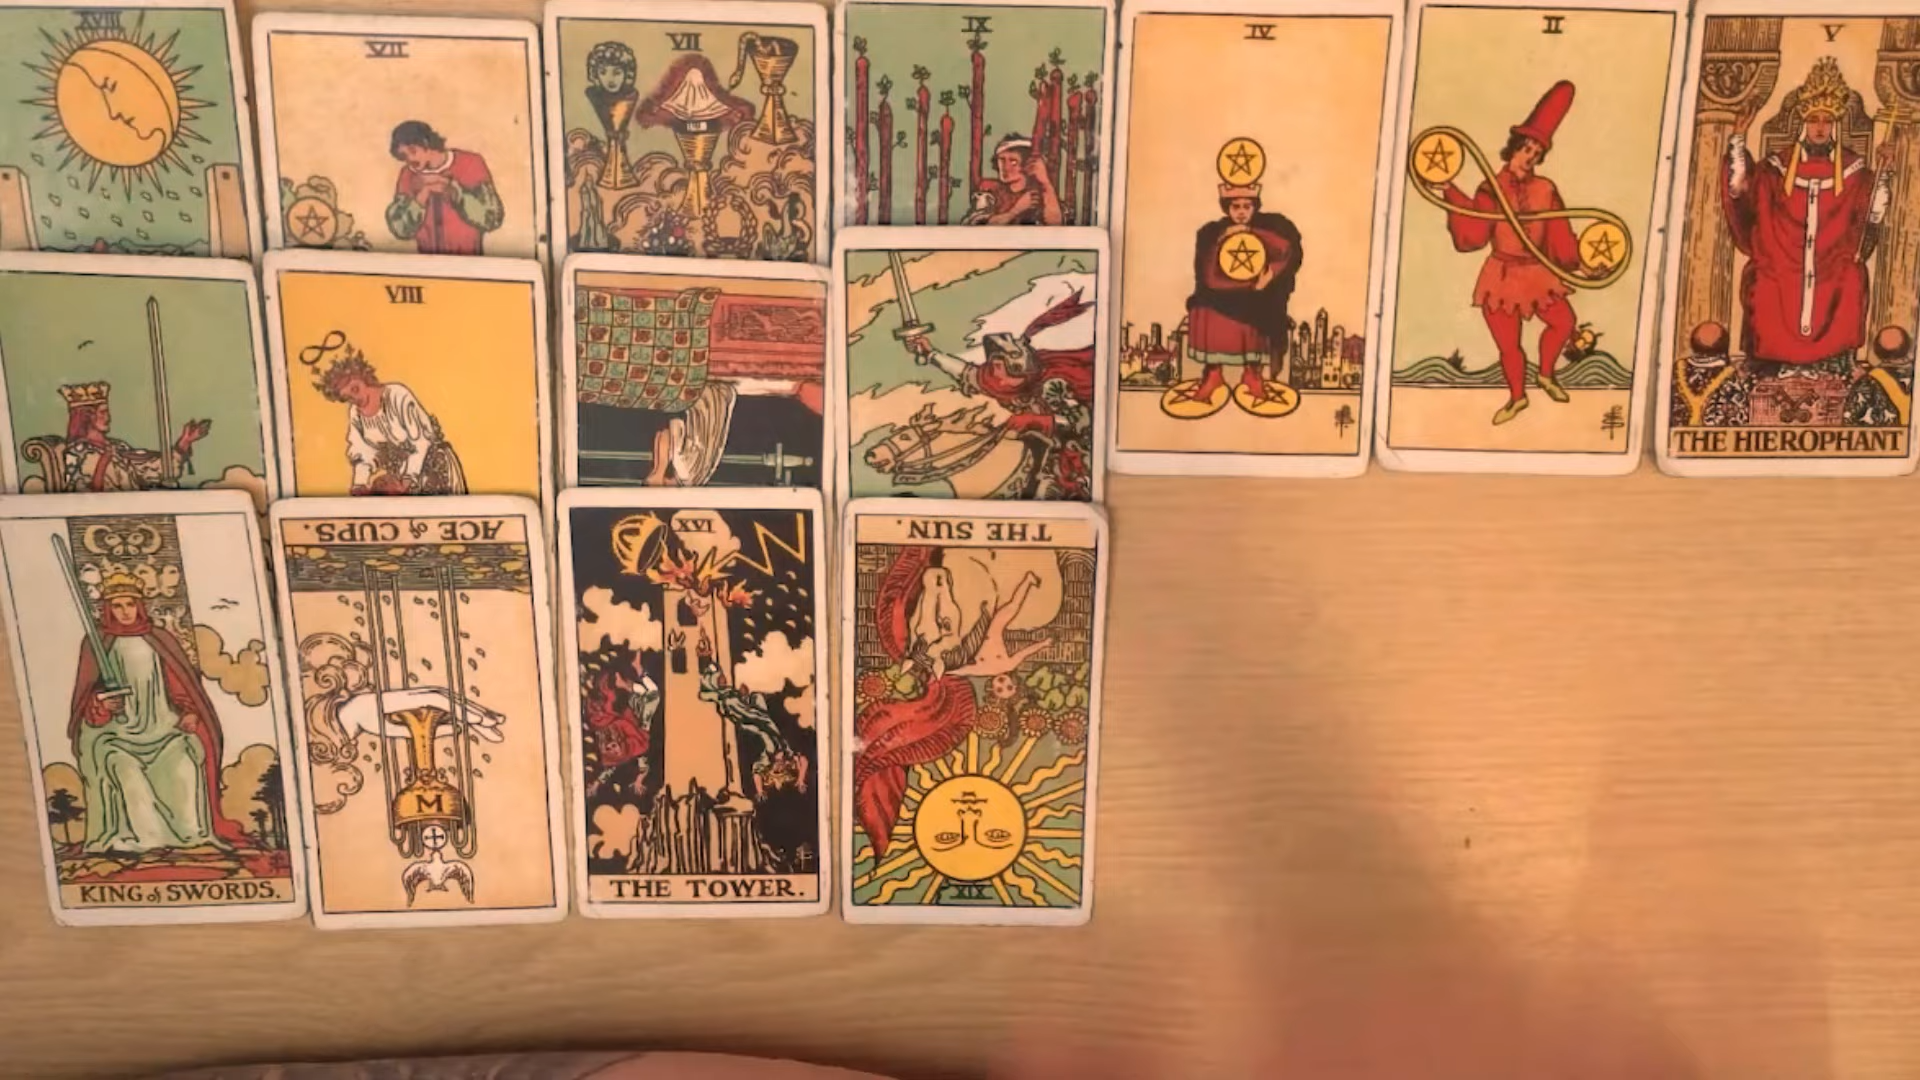 XVIII
VII
VII
IX
IV
II
V
THE HIEROPHANT
VIII
KING of SWORDS.
ACE of CUPS.
M
XVI
THE TOWER.
THE SUN.
XIX